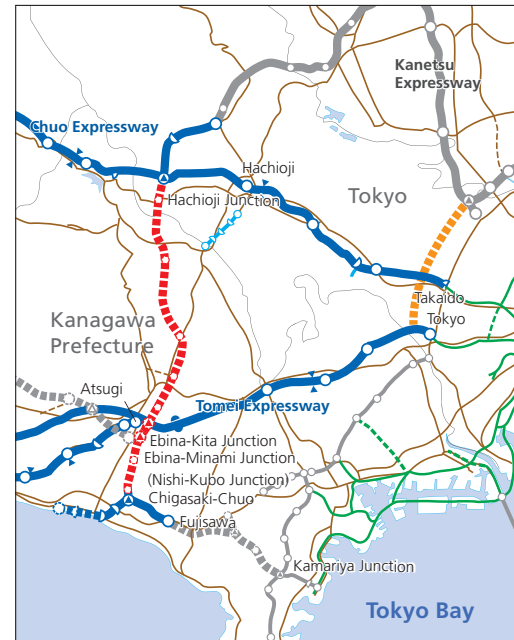 Kanetsu
Expressway
Chuo Expressway
Hachioji
Tokyo
Hachioji Junction
Takaido
Tokyo
Kanagawa
Prefecture
Atsugi
Tomei Expressway
Ebina-Kita Junction
Ebina-Minami Junction
(Nishi-Kubo Junction)
Chigasaki-Chuo
Fujisawa
Kamariya Junction
Tokyo Bay